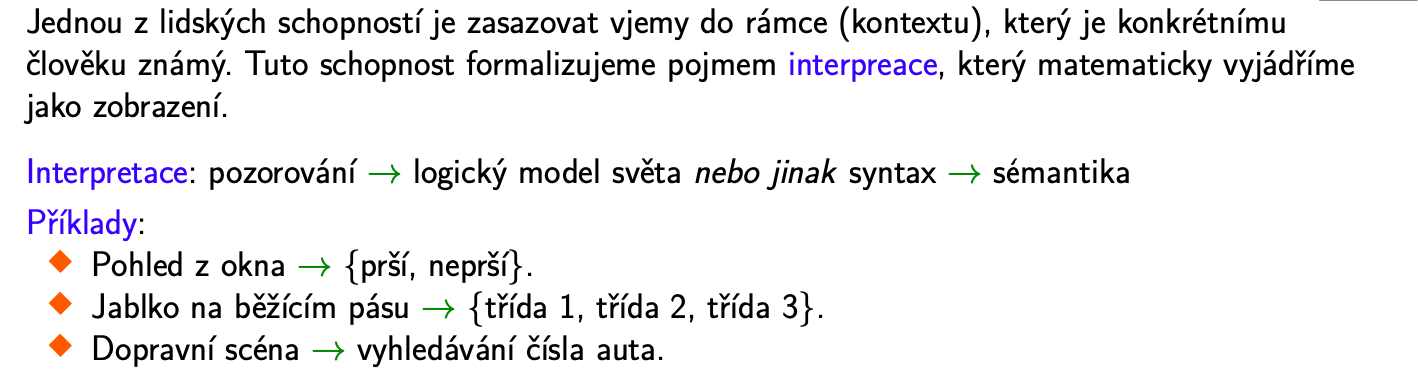 Jednou z lidských schopností je zasazovat vjemy do rámce (kontextu), který je konkrétnímu
člověku známý. Tuto schopnost formalizujeme pojmem interpreace, který matematicky vyjádříme
jako zobrazení.
Interpretace: pozorování → logický model světa nebo jinak syntax → sémantika
Příklady:
◆ Pohled z okna → {prší, neprší}.
◆ Jablko na běžícím pásu → {třída 1, třída 2, třída 3}.
◆ Dopravní scéna → vyhledávání čísla auta.